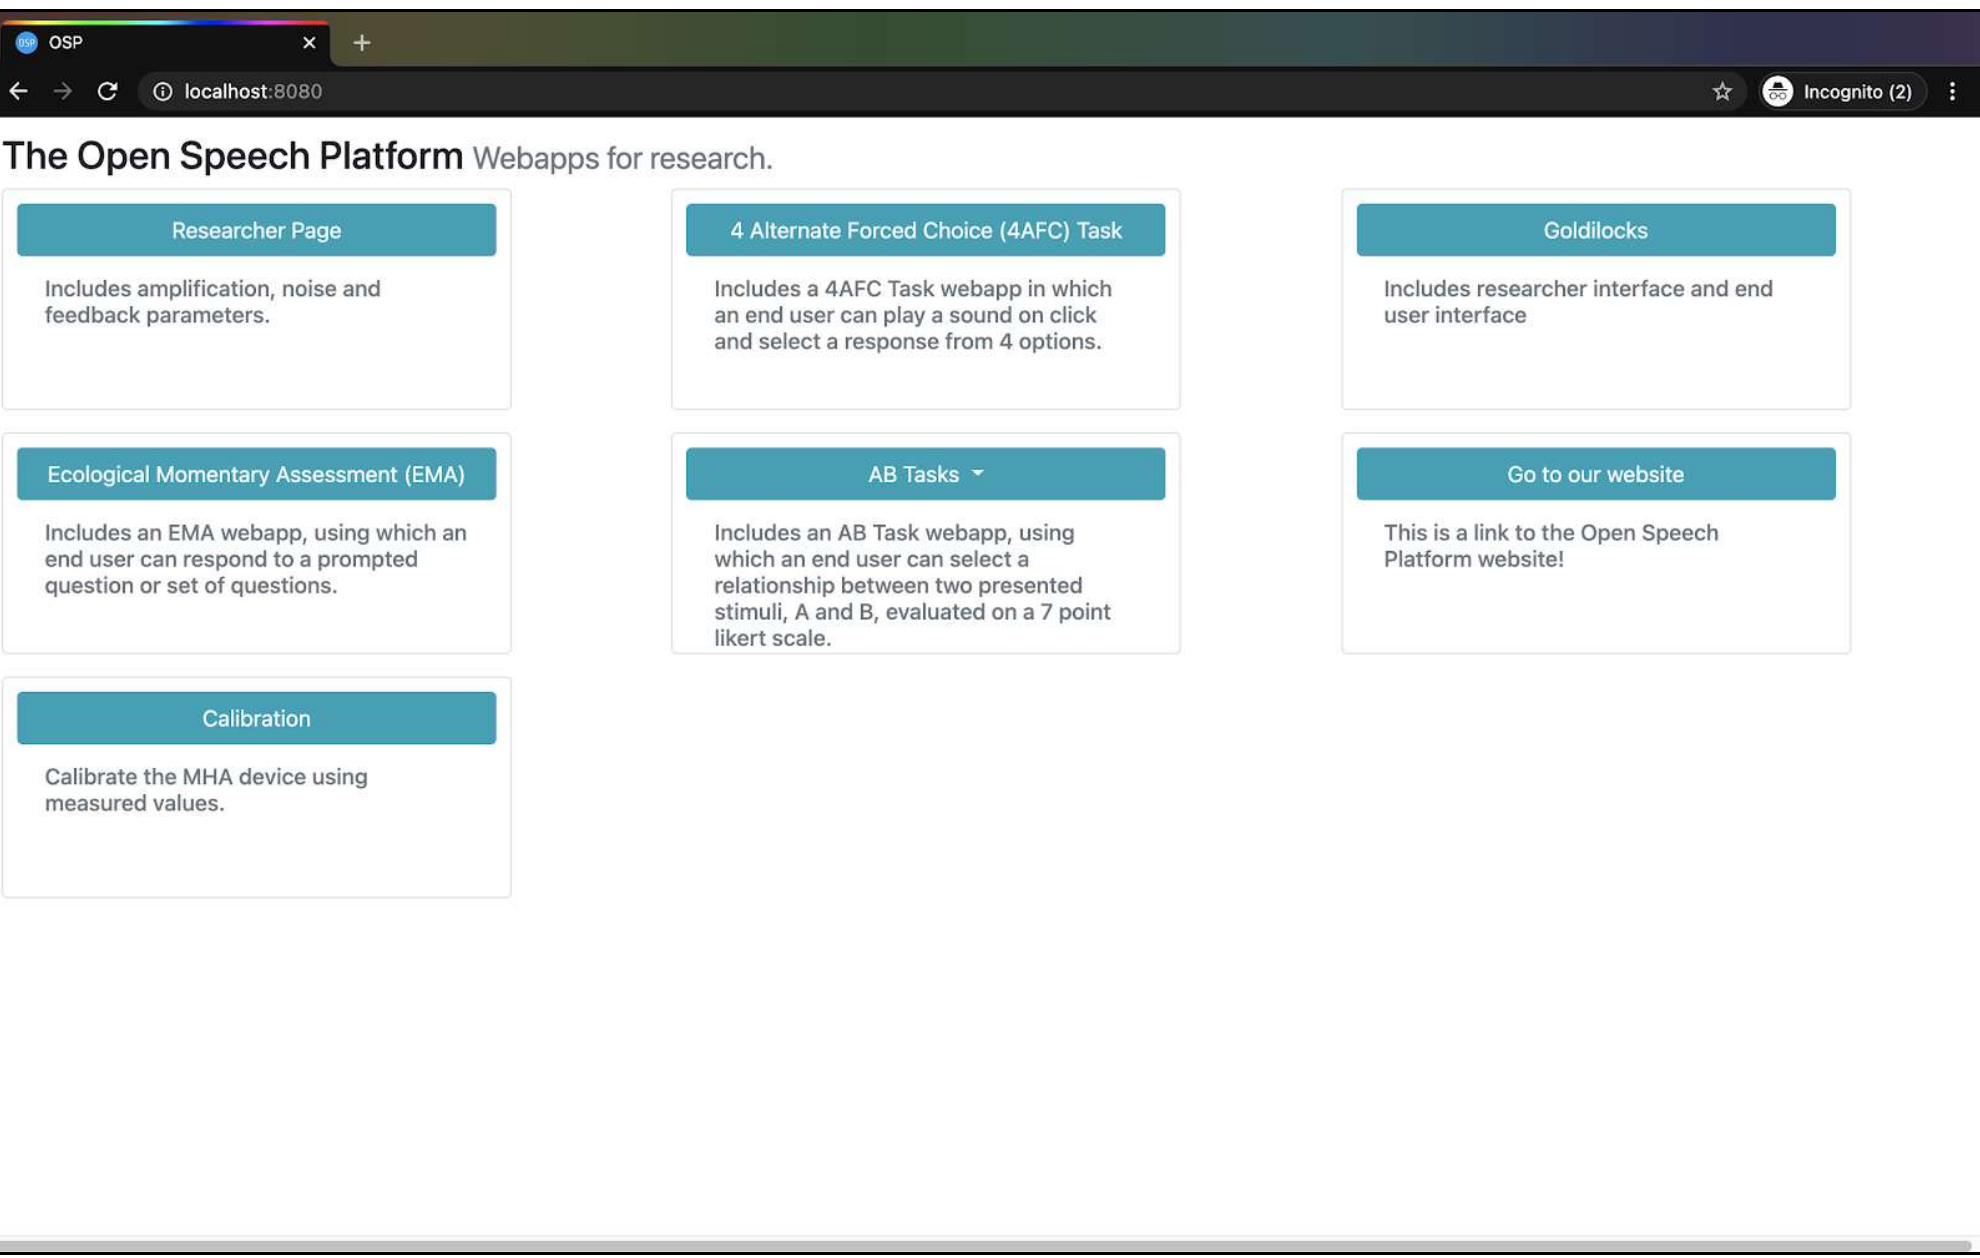 OSP OSP
localhost:8080 Incognito (2)
The Open Speech Platform Webapps for research.
Researcher Page
Includes amplification, noise and
feedback parameters.
4 Alternate Forced Choice (4AFC) Task
Includes a 4AFC Task webapp in which
an end user can play a sound on click
and select a response from 4 options.
Goldilocks
Includes researcher interface and end
user interface
Ecological Momentary Assessment (EMA)
Includes an EMA webapp, using which an
end user can respond to a prompted
question or set of questions.
AB Tasks
Includes an AB Task webapp, using
which an end user can select a
relationship between two presented
stimuli, A and B, evaluated on a 7 point
likert scale.
Go to our website
This is a link to the Open Speech
Platform website!
Calibration
Calibrate the MHA device using
measured values.